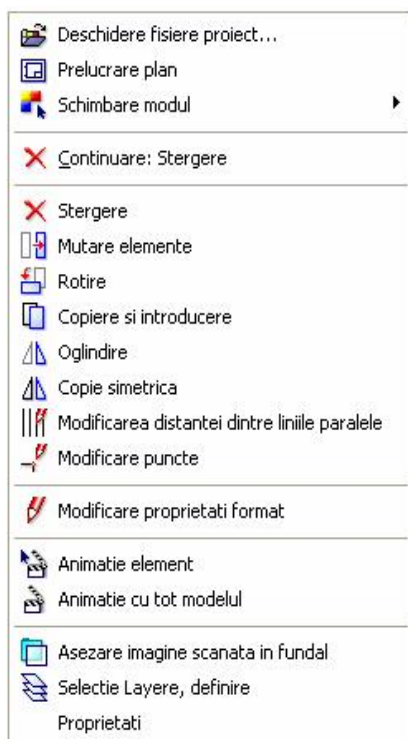 Deschidere fisiere proiect...
Prelucrare plan
Schimbare modul
Continuare: Stergere
Stergere
Mutare elemente
Rotire
Copiere si introducere
Oglindire
Copie simetrica
Modificarea distantei dintre liniile paralele
Modificare puncte
Modificare proprietati format
Animatie element
Animatie cu tot modelul
Asezare imagine scanata in fundal
Selectie Layere, definire
Proprietati